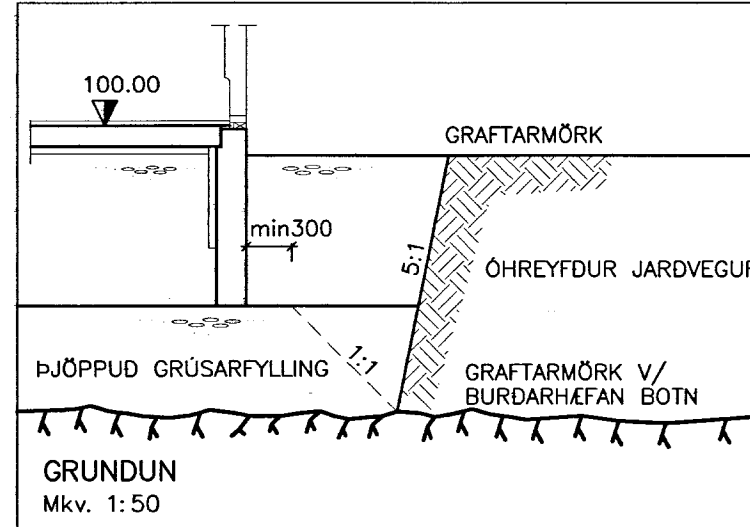 100.00
GRAFTARMÖRK
min300
5:1
ÓHREYFÐUR JARÐVEGUR
1:1
ÞJÖPPUÐ GRÚSARFYLLING
GRAFTARMÖRK V/
BURÐARHÆFAN BOTN
GRUNDUN
Mkv. 1:50